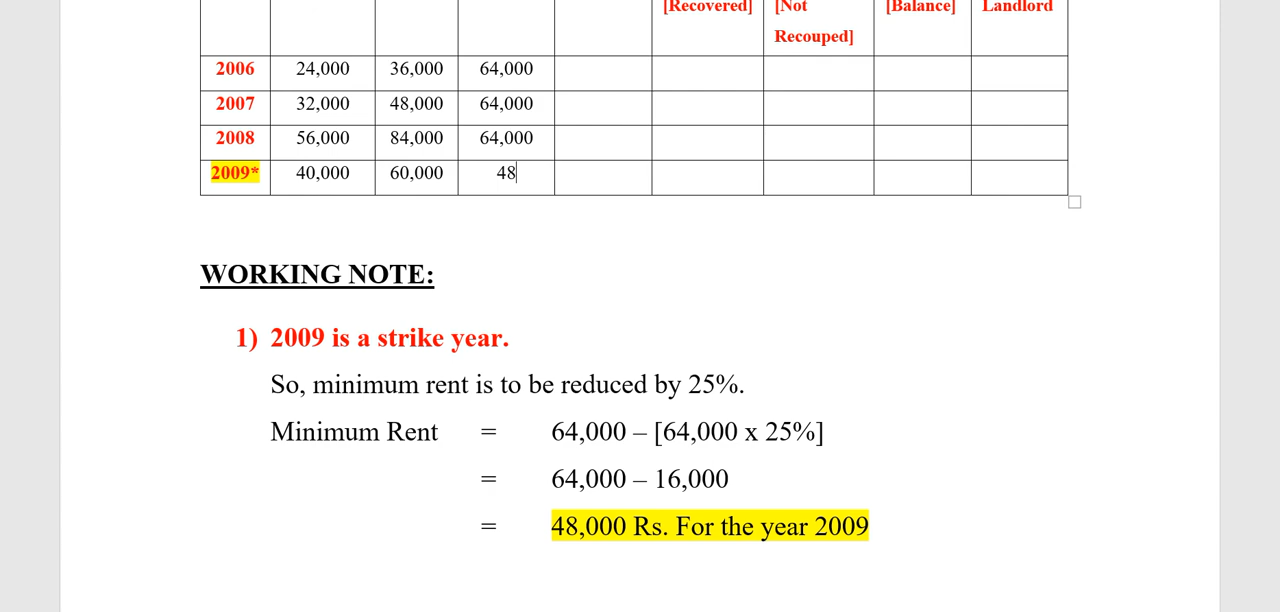 [Recovered] [Not [Balance] Landlord
Recouped]
2006 24,000 36,000 64,000
2007 32,000 48,000 64,000
2008 56,000 84,000 64,000
2009* 40,000 60,000 48
WORKING NOTE:
1) 2009 is a strike year.
So, minimum rent is to be reduced by 25%.
Minimum Rent = 64,000 – [64,000 x 25%]
= 64,000 – 16,000
= 48,000 Rs. For the year 2009